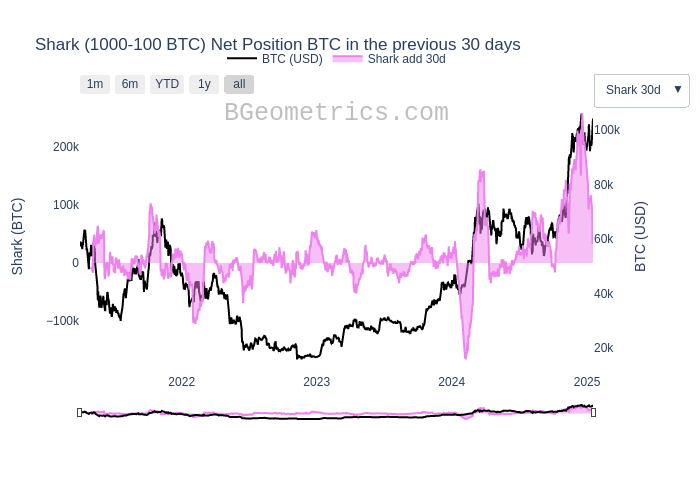 Shark (1000-100 BTC) Net Position BTC in the previous 30 days
BTC (USD) Shark add 30d
1m 6m YTD 1y all
Shark 30d ▼
BGeometrics.com
200k
100k
0
−100k
Shark (BTC)
100k
80k
60k
40k
20k
BTC (USD)
2022 2023 2024 2025